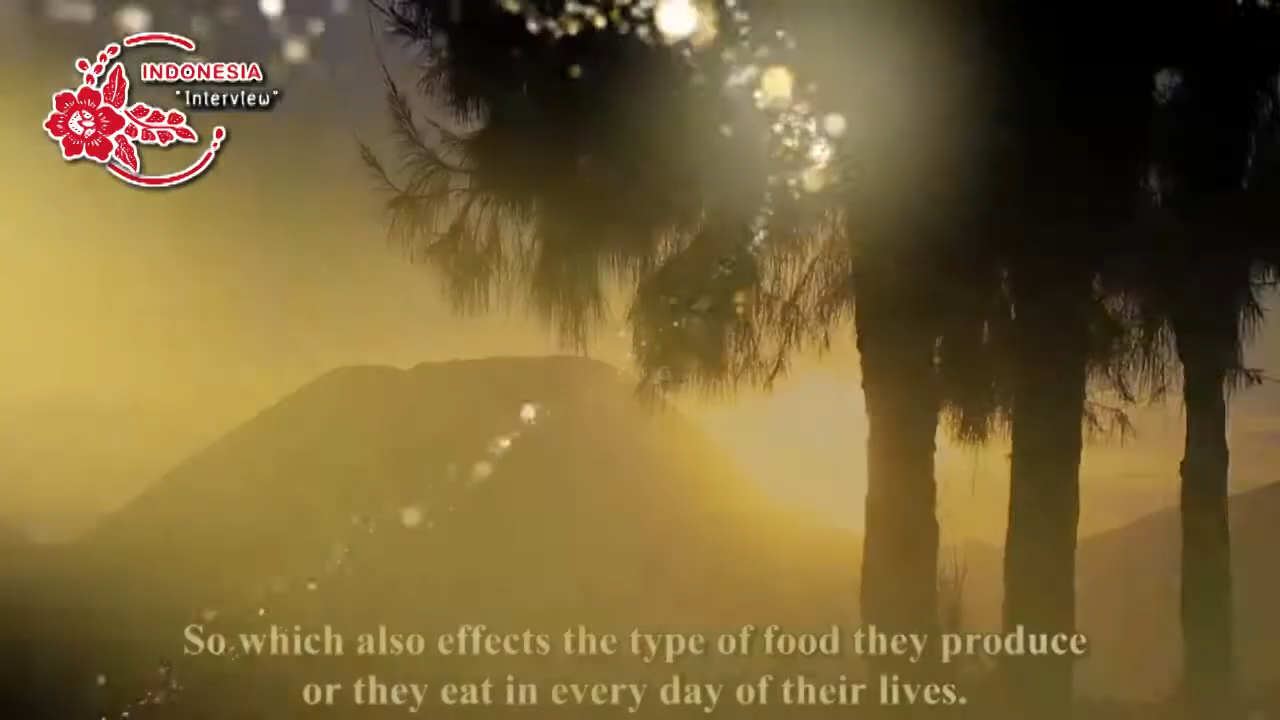 INDONESIA
"Interview"
So which also effects the type of food they produce
or they eat in every day of their lives.